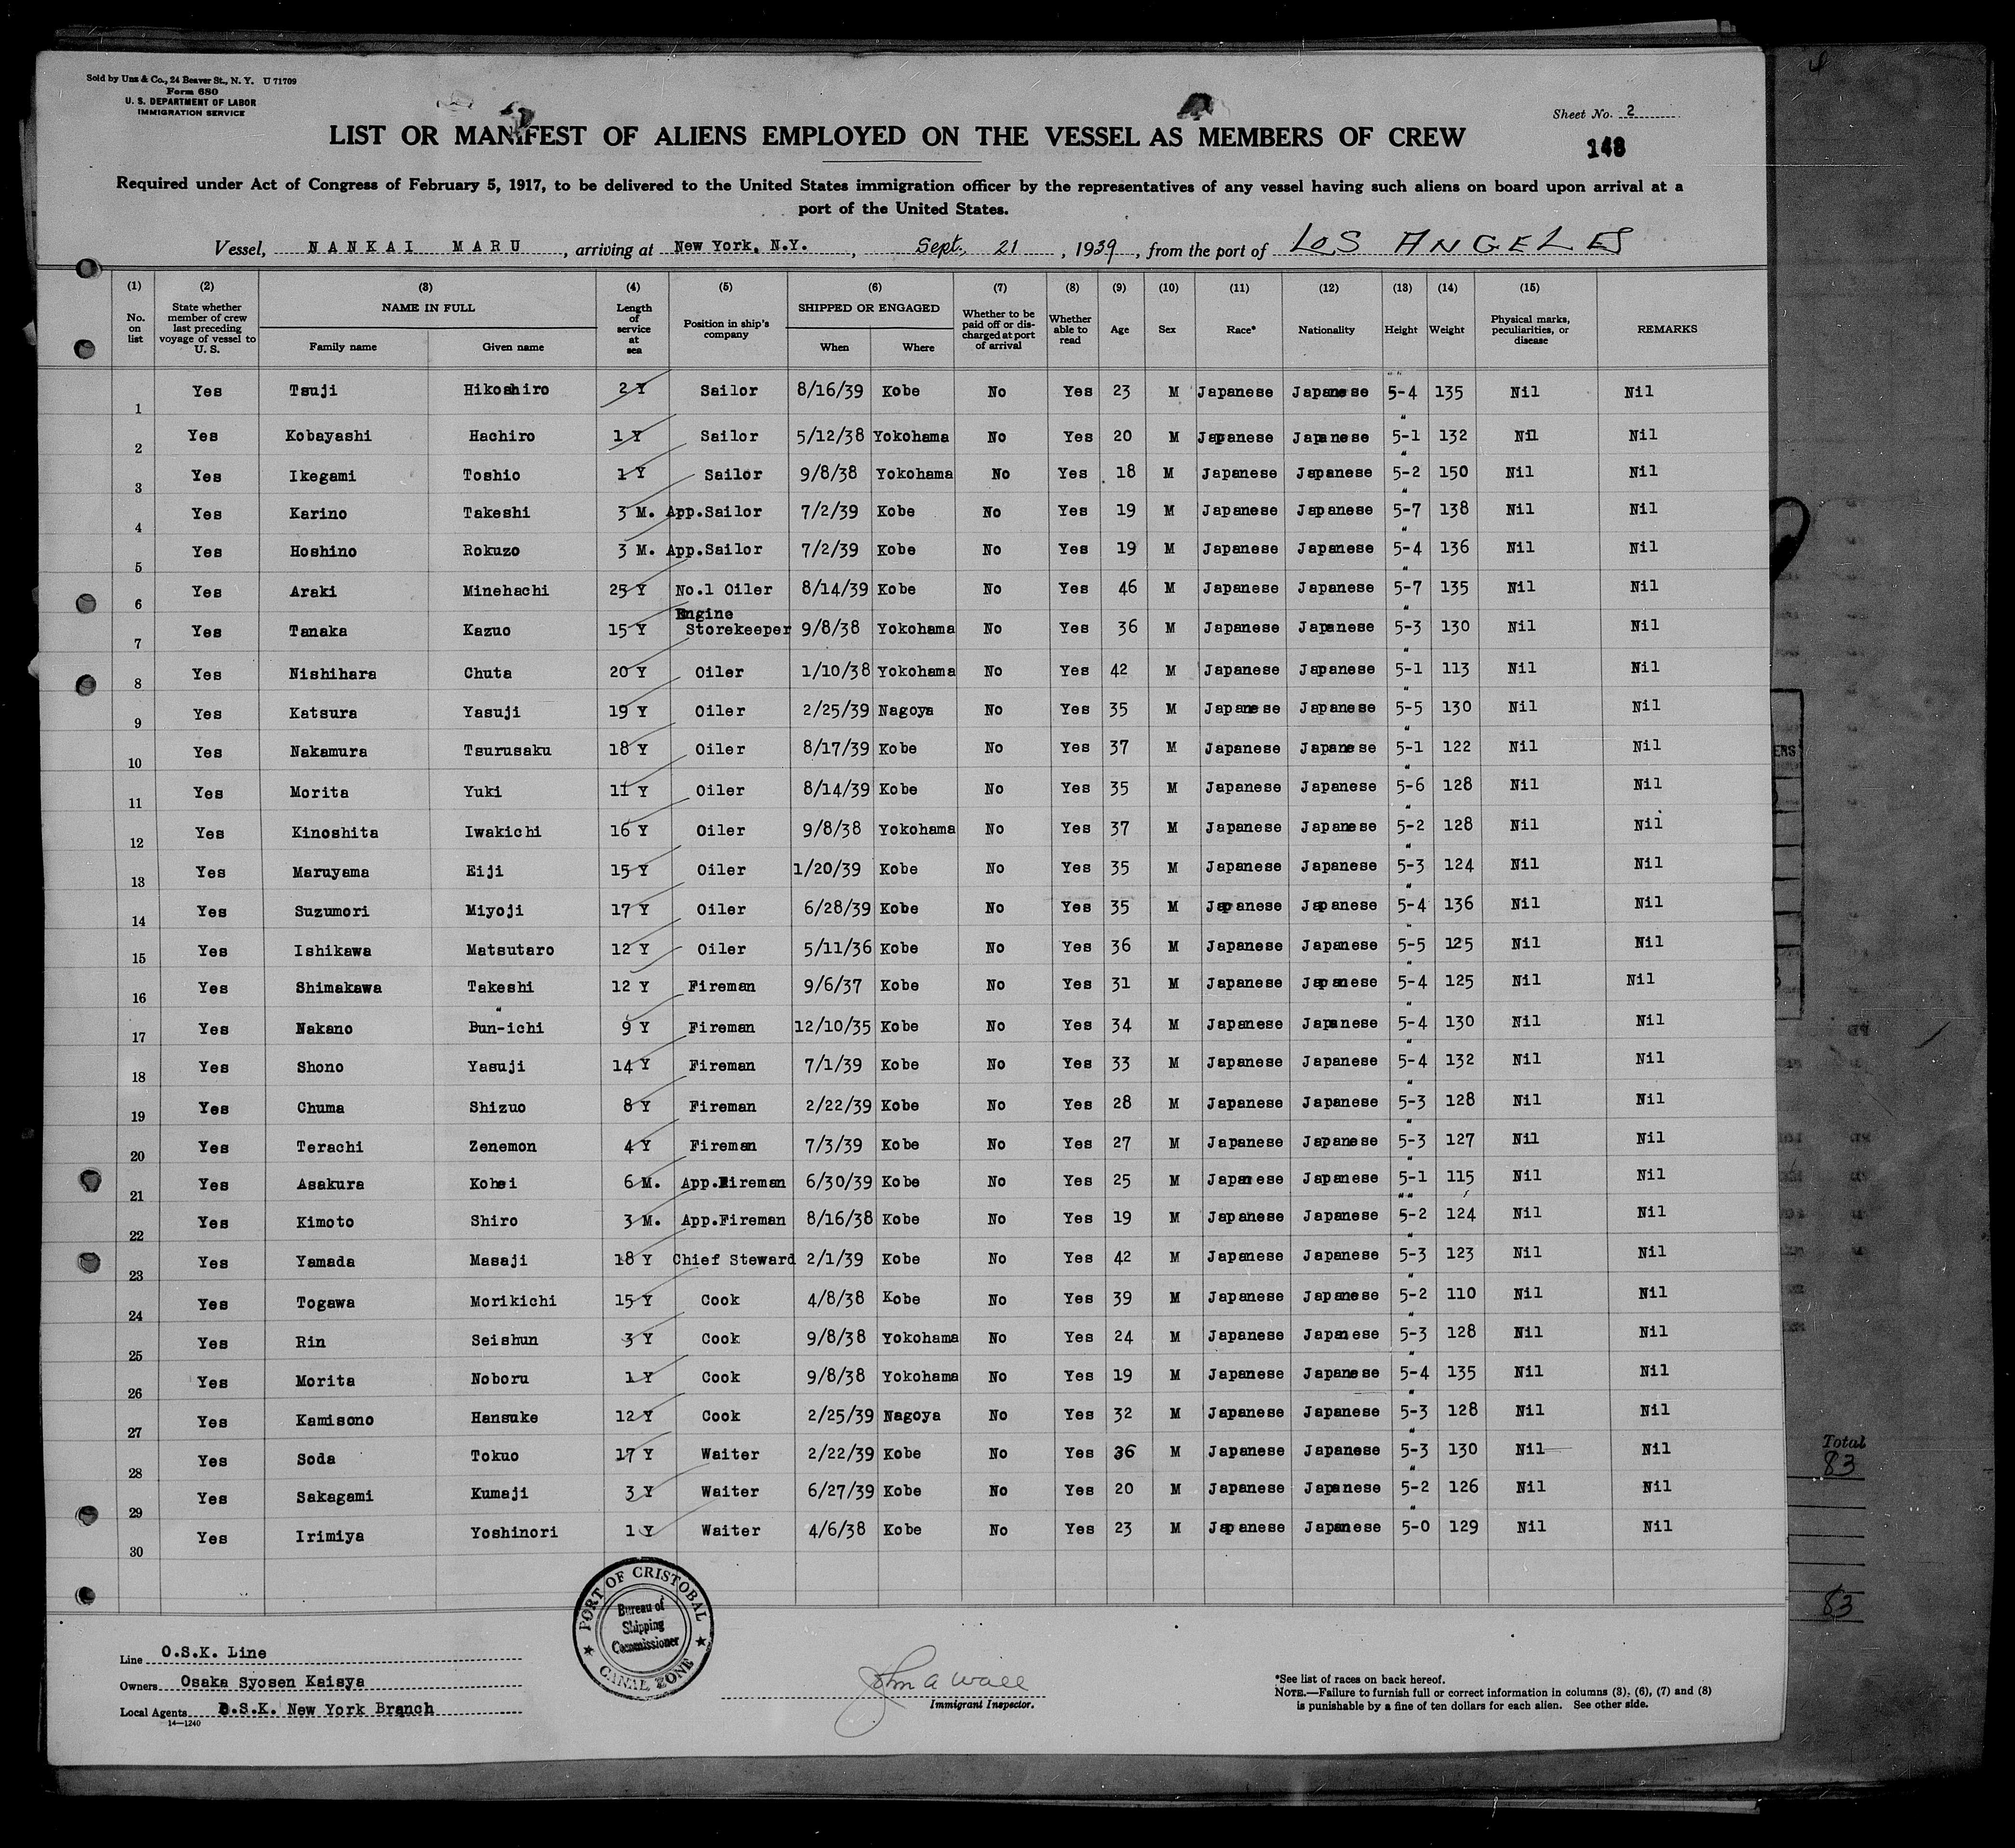 Sold by Unz & Co., 24 Beaver St., N. Y. U 71709
Form 680
U. S. DEPARTMENT OF LABOR
IMMIGRATION SERVICE
Sheet No. 2
148
LIST OR MANIFEST OF ALIENS EMPLOYED ON THE VESSEL AS MEMBERS OF CREW
Required under Act of Congress of February 5, 1917, to be delivered to the United States immigration officer by the representatives of any vessel having such aliens on board upon arrival at a
port of the United States.
Vessel, NANKAI MARU, arriving at New York, N.Y., Sept. 21, 1939, from the port of LOS ANGELES
(1) (2) (3) (4) (5) (6) (7) (8) (9) (10) (11) (12) (13) (14) (15)
No. on list State whether member of crew last preceding voyage of vessel to U. S. NAME IN FULL Family name Given name Length of service at sea Position in ship's company SHIPPED OR ENGAGED When Where Whether to be paid off or discharged at port of arrival Whether able to read Age Sex Race* Nationality Height Weight Physical marks, peculiarities, or disease REMARKS
1 Yes Tsuji Hikoshiro 2 Y Sailor 8/16/39 Kobe No Yes 23 M Japanese Japanese 5-4 135 Nil Nil
2 Yes Kobayashi Hachiro 1 Y Sailor 5/12/38 Yokohama No Yes 20 M Japanese Japanese 5-1 132 Nil Nil
3 Yes Ikegami Toshio 1 Y Sailor 9/8/38 Yokohama No Yes 18 M Japanese Japanese 5-2 150 Nil Nil
4 Yes Karino Takeshi 3 M. App.Sailor 7/2/39 Kobe No Yes 19 M Japanese Japanese 5-7 138 Nil Nil
5 Yes Hoshino Rokuzo 3 M. App.Sailor 7/2/39 Kobe No Yes 19 M Japanese Japanese 5-4 136 Nil Nil
6 Yes Araki Minehachi 25 Y No.1 Oiler 8/14/39 Kobe No Yes 46 M Japanese Japanese 5-7 135 Nil Nil
7 Yes Tanaka Kazuo 15 Y Engine Storekeeper 9/8/38 Yokohama No Yes 36 M Japanese Japanese 5-3 130 Nil Nil
8 Yes Nishihara Chuta 20 Y Oiler 1/10/38 Yokohama No Yes 42 M Japanese Japanese 5-1 113 Nil Nil
9 Yes Katsura Yasuji 19 Y Oiler 2/25/39 Nagoya No Yes 35 M Japanese Japanese 5-5 130 Nil Nil
10 Yes Nakamura Tsurusaku 18 Y Oiler 8/17/39 Kobe No Yes 37 M Japanese Japanese 5-1 122 Nil Nil
11 Yes Morita Yuki 11 Y Oiler 8/14/39 Kobe No Yes 35 M Japanese Japanese 5-6 128 Nil Nil
12 Yes Kinoshita Iwakichi 16 Y Oiler 9/8/38 Yokohama No Yes 37 M Japanese Japanese 5-2 128 Nil Nil
13 Yes Maruyama Eiji 15 Y Oiler 1/20/39 Kobe No Yes 35 M Japanese Japanese 5-3 124 Nil Nil
14 Yes Suzumori Miyoji 17 Y Oiler 6/28/39 Kobe No Yes 35 M Japanese Japanese 5-4 136 Nil Nil
15 Yes Ishikawa Matsutaro 12 Y Oiler 5/11/36 Kobe No Yes 36 M Japanese Japanese 5-5 125 Nil Nil
16 Yes Shimakawa Takeshi 12 Y Fireman 9/6/37 Kobe No Yes 31 M Japanese Japanese 5-4 125 Nil Nil
17 Yes Nakano Bun-ichi 9 Y Fireman 12/10/35 Kobe No Yes 34 M Japanese Japanese 5-4 130 Nil Nil
18 Yes Shono Yasuji 14 Y Fireman 7/1/39 Kobe No Yes 33 M Japanese Japanese 5-4 132 Nil Nil
19 Yes Chuma Shizuo 8 Y Fireman 2/22/39 Kobe No Yes 28 M Japanese Japanese 5-3 128 Nil Nil
20 Yes Terachi Zenemon 4 Y Fireman 7/3/39 Kobe No Yes 27 M Japanese Japanese 5-3 127 Nil Nil
21 Yes Asakura Kohei 6 M. App.Fireman 6/30/39 Kobe No Yes 25 M Japanese Japanese 5-1 115 Nil Nil
22 Yes Kimoto Shiro 3 M. App.Fireman 8/16/38 Kobe No Yes 19 M Japanese Japanese 5-2 124 Nil Nil
23 Yes Yamada Masaji 18 Y Chief Steward 2/1/39 Kobe No Yes 42 M Japanese Japanese 5-3 123 Nil Nil
24 Yes Togawa Morikichi 15 Y Cook 4/8/38 Kobe No Yes 39 M Japanese Japanese 5-2 110 Nil Nil
25 Yes Rin Seishun 3 Y Cook 9/8/38 Yokohama No Yes 24 M Japanese Japanese 5-3 128 Nil Nil
26 Yes Morita Noboru 1 Y Cook 9/8/38 Yokohama No Yes 19 M Japanese Japanese 5-4 135 Nil Nil
27 Yes Kamisono Hansuke 12 Y Cook 2/25/39 Nagoya No Yes 32 M Japanese Japanese 5-3 128 Nil Nil
28 Yes Soda Tokuo 17 Y Waiter 2/22/39 Kobe No Yes 36 M Japanese Japanese 5-3 130 Nil Nil
29 Yes Sakagami Kumaji 3 Y Waiter 6/27/39 Kobe No Yes 20 M Japanese Japanese 5-2 126 Nil Nil
30 Yes Irimiya Yoshinori 1 Y Waiter 4/6/38 Kobe No Yes 23 M Japanese Japanese 5-0 129 Nil Nil
Total
83
83
PORT OF CRISTOBAL
Bureau of
Shipping
Commissioner
CANAL ZONE
Line O.S.K. Line
Owners Osaka Syosen Kaisya
Local Agents O.S.K. New York Branch
14—1240
John A Wall
Immigrant Inspector.
*See list of races on back hereof.
NOTE.—Failure to furnish full or correct information in columns (3), (6), (7) and (8)
is punishable by a fine of ten dollars for each alien. See other side.